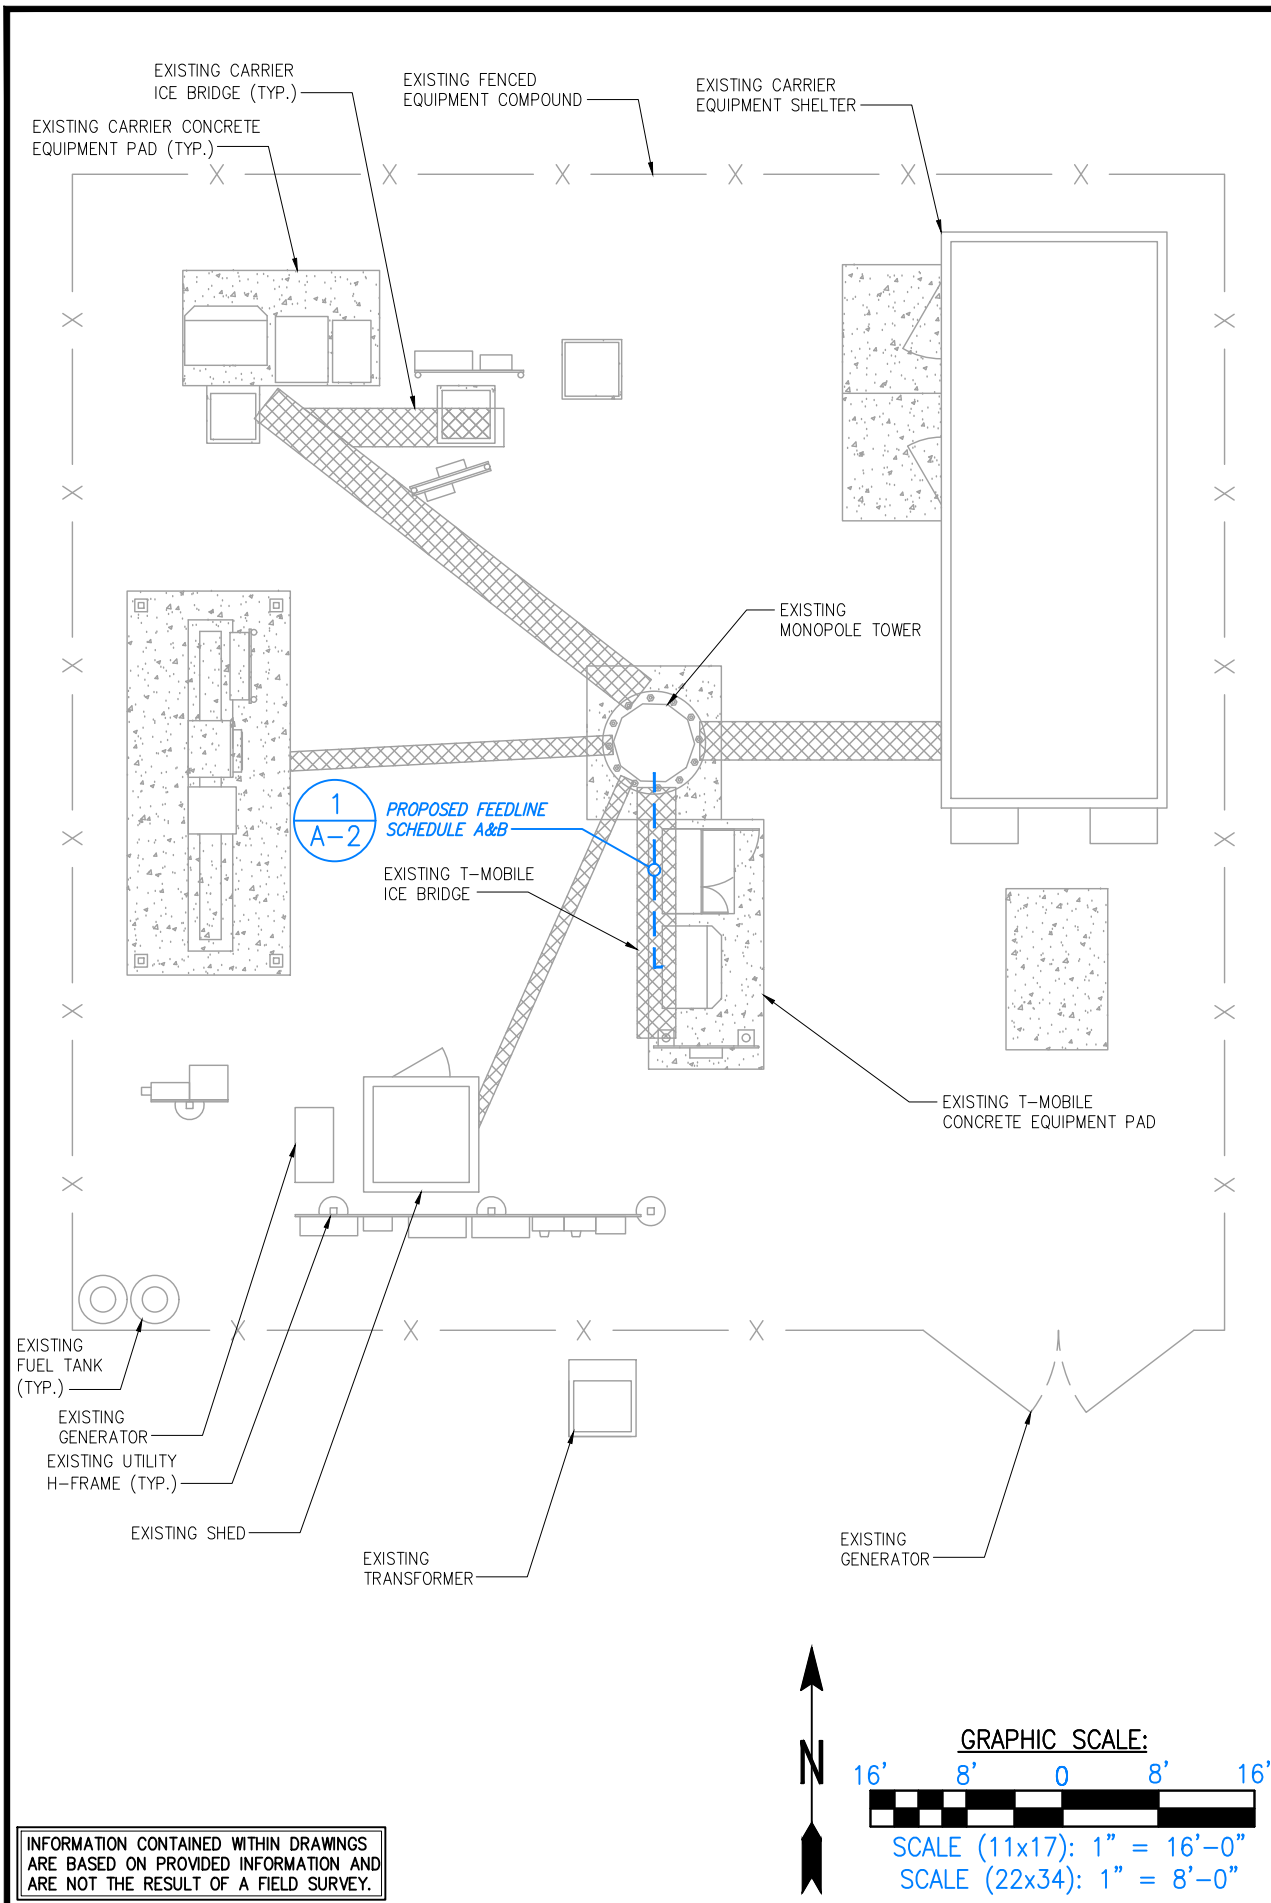 EXISTING CARRIER
ICE BRIDGE (TYP.)
EXISTING FENCED
EQUIPMENT COMPOUND
EXISTING CARRIER
EQUIPMENT SHELTER
EXISTING CARRIER CONCRETE
EQUIPMENT PAD (TYP.)
EXISTING
MONOPOLE TOWER
1
A-2
PROPOSED FEEDLINE
SCHEDULE A&B
EXISTING T-MOBILE
ICE BRIDGE
EXISTING T-MOBILE
CONCRETE EQUIPMENT PAD
EXISTING
FUEL TANK
(TYP.)
EXISTING
GENERATOR
EXISTING UTILITY
H-FRAME (TYP.)
EXISTING SHED
EXISTING
TRANSFORMER
EXISTING
GENERATOR
N
GRAPHIC SCALE:
16' 8' 0 8' 16'
SCALE (11x17): 1" = 16'-0"
SCALE (22x34): 1" = 8'-0"
INFORMATION CONTAINED WITHIN DRAWINGS
ARE BASED ON PROVIDED INFORMATION AND
ARE NOT THE RESULT OF A FIELD SURVEY.